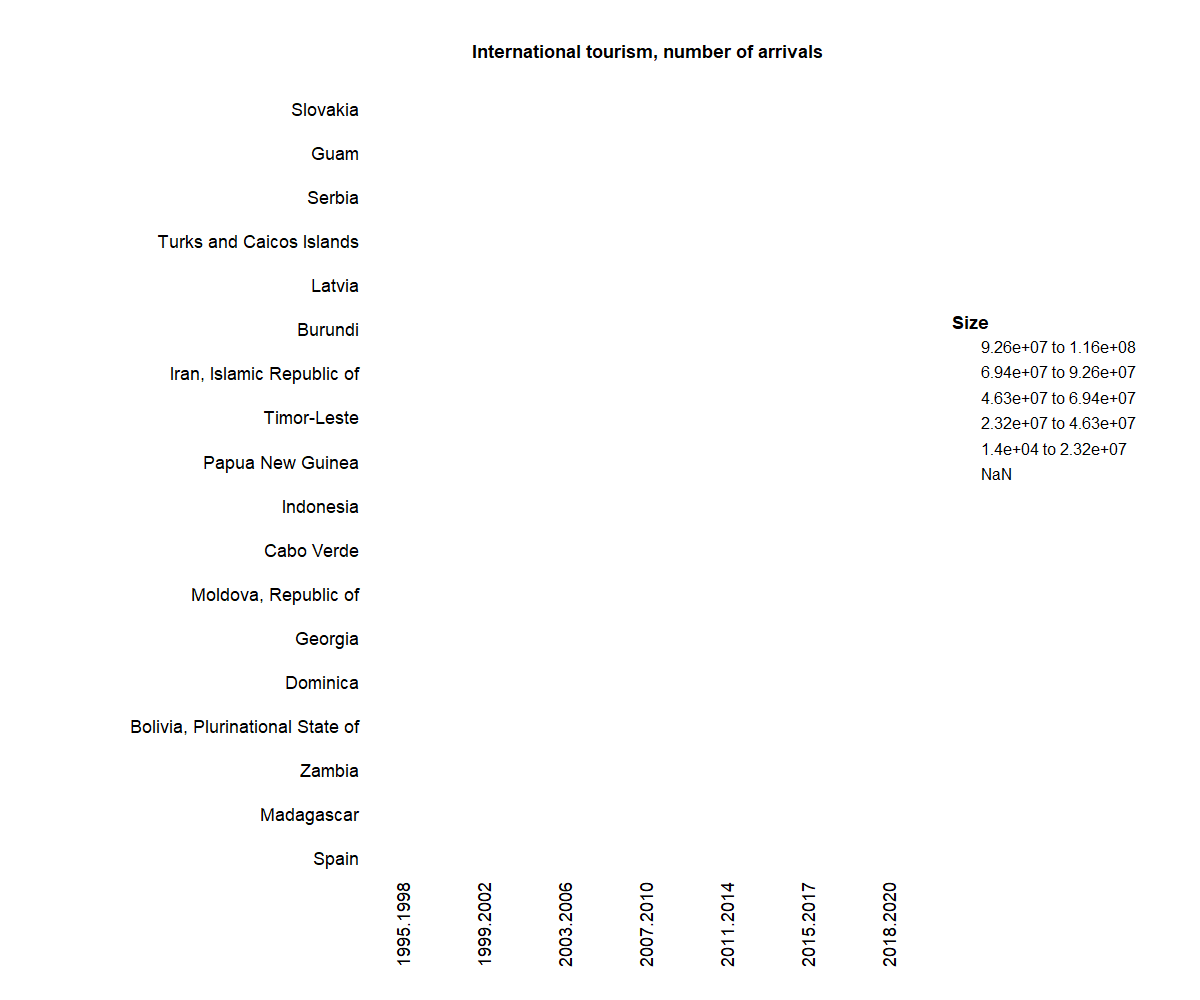 International tourism, number of arrivals
Slovakia
Guam
Serbia
Turks and Caicos Islands
Latvia
Burundi
Iran, Islamic Republic of
Timor-Leste
Papua New Guinea
Indonesia
Cabo Verde
Moldova, Republic of
Georgia
Dominica
Bolivia, Plurinational State of
Zambia
Madagascar
Spain
1995.1998
1999.2002
2003.2006
2007.2010
2011.2014
2015.2017
2018.2020
Size
9.26e+07 to 1.16e+08
6.94e+07 to 9.26e+07
4.63e+07 to 6.94e+07
2.32e+07 to 4.63e+07
1.4e+04 to 2.32e+07
NaN